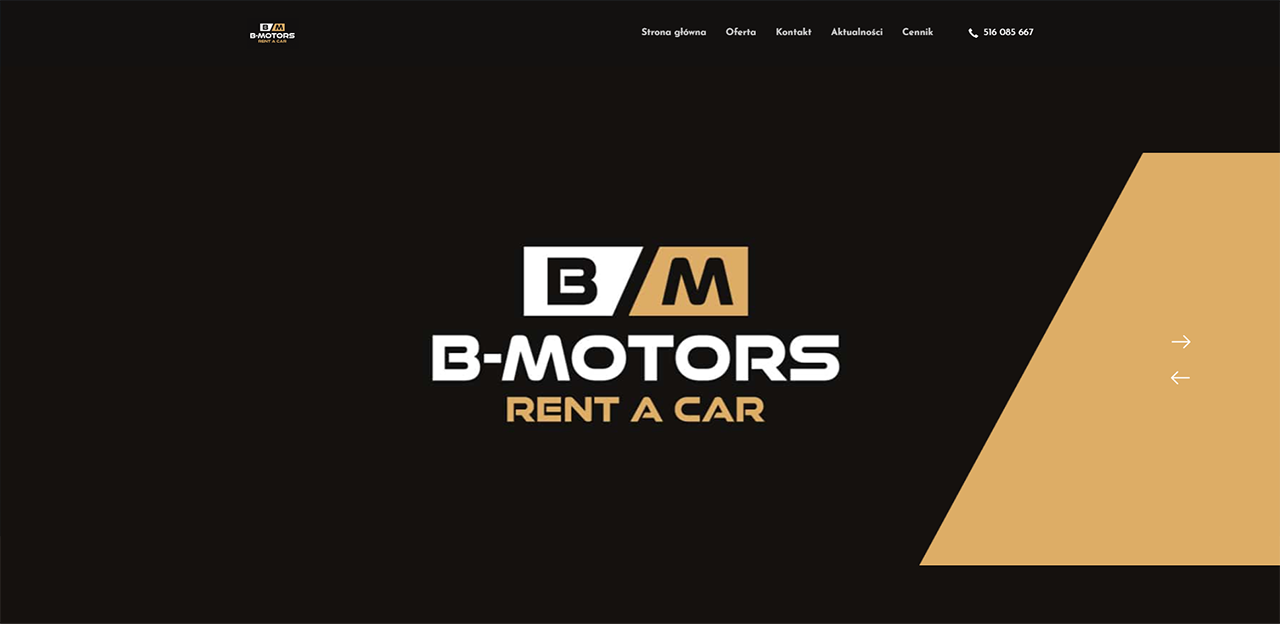 B M
B-MOTORS
RENT A CAR
Strona główna Oferta Kontakt Aktualności Cennik 516 085 667
B M
B-MOTORS
RENT A CAR